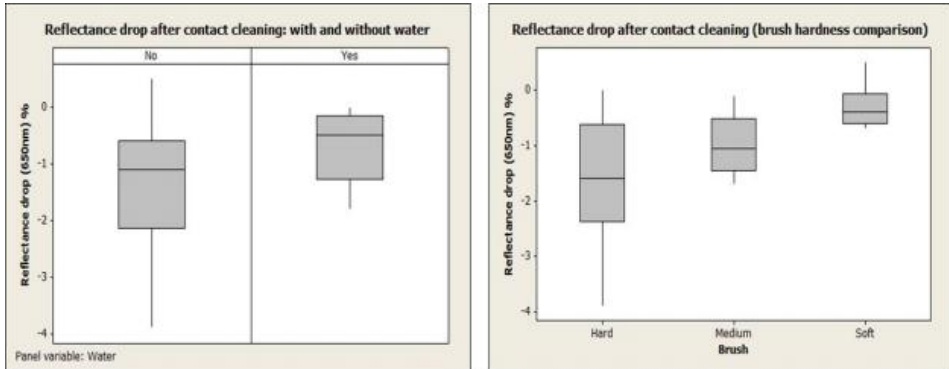 Reflectance drop after contact cleaning: with and without water
No Yes
Reflectance drop (650nm) %
0
-1
-2
-3
-4
Panel variable: Water
Reflectance drop after contact cleaning (brush hardness comparison)
Reflectance drop (650nm) %
0
-1
-2
-3
-4
Hard Medium Soft
Brush